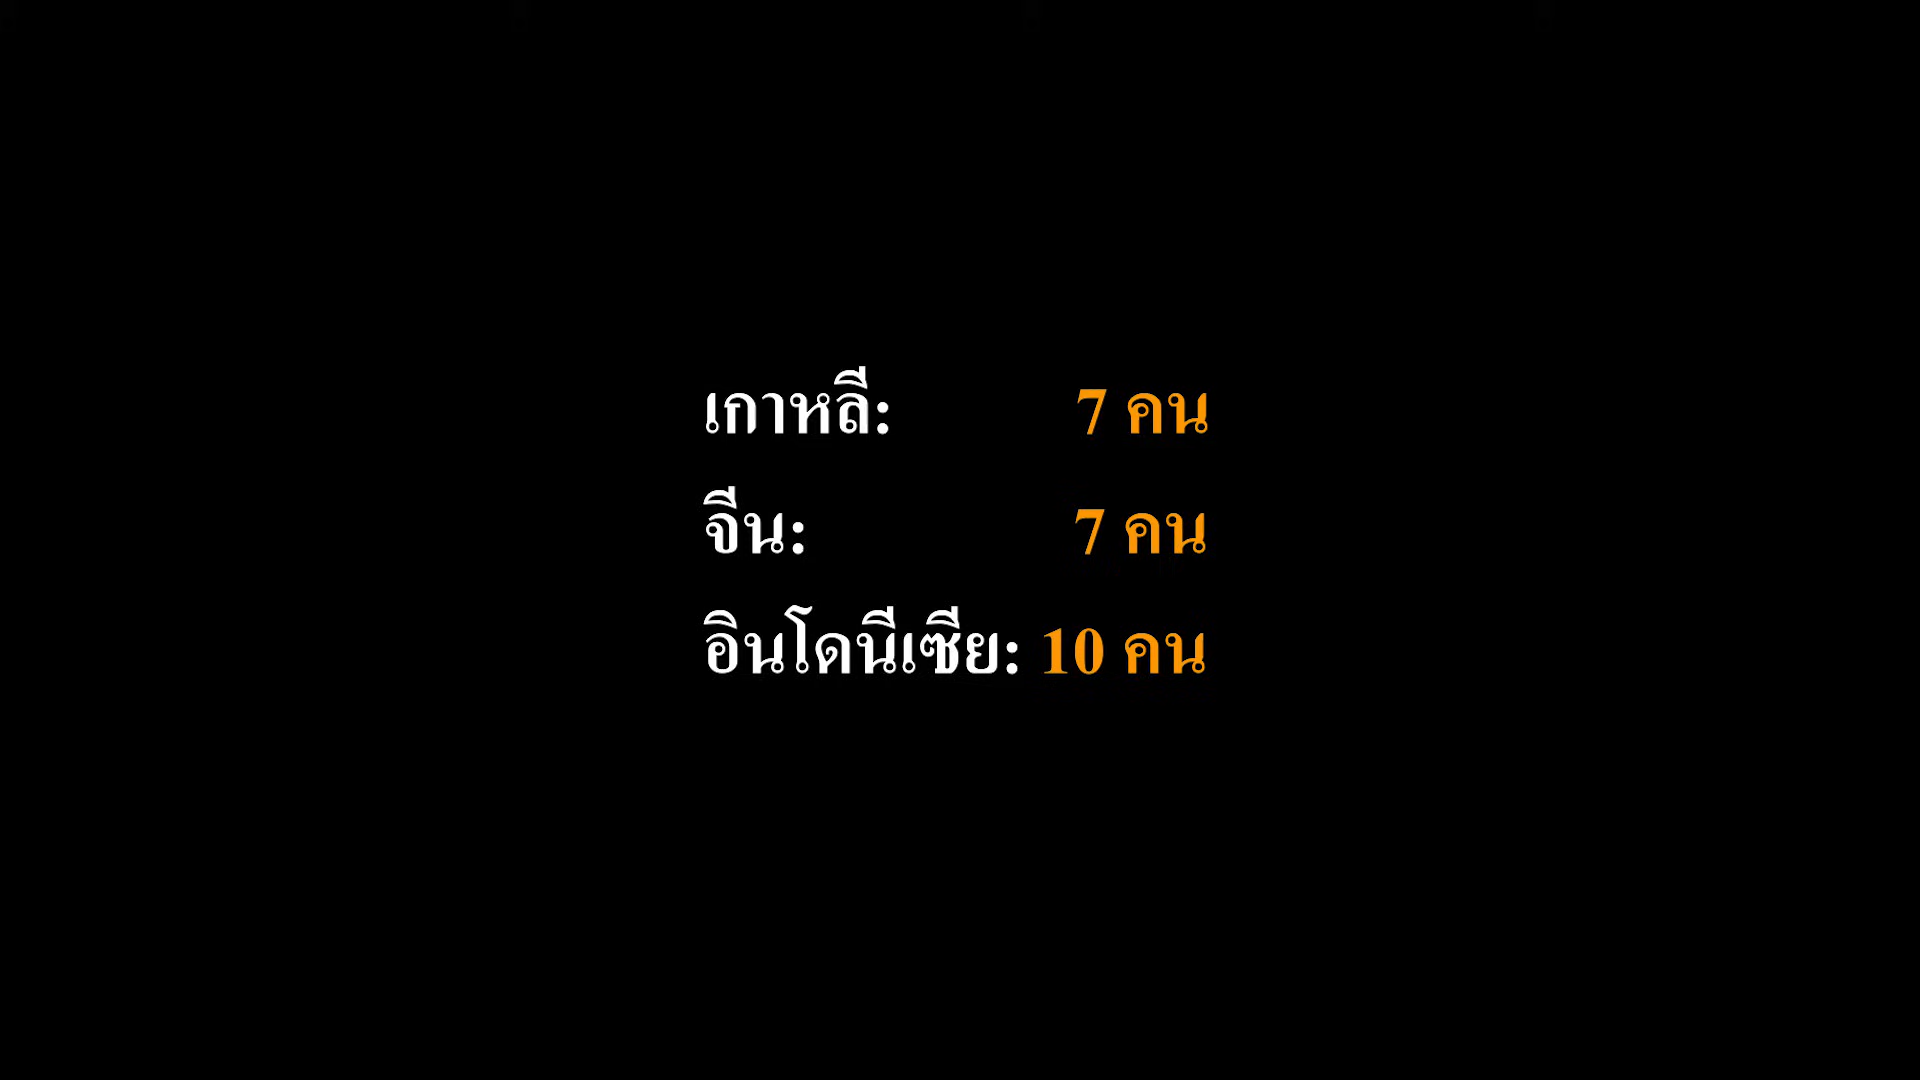 เกาหลี: 7 คน
จีน: 7 คน
อินโดนีเซีย: 10 คน